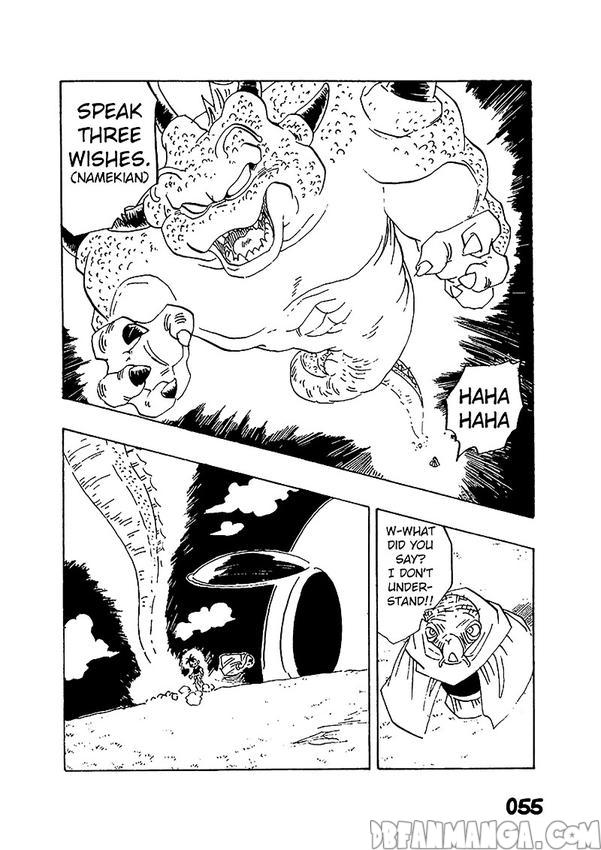 SPEAK
THREE
WISHES.
(NAMEKIAN)
HAHA
HAHA
W-WHAT
DID YOU
SAY?
I DON'T
UNDER-
STAND!!
055
DBFANMANGA.COM